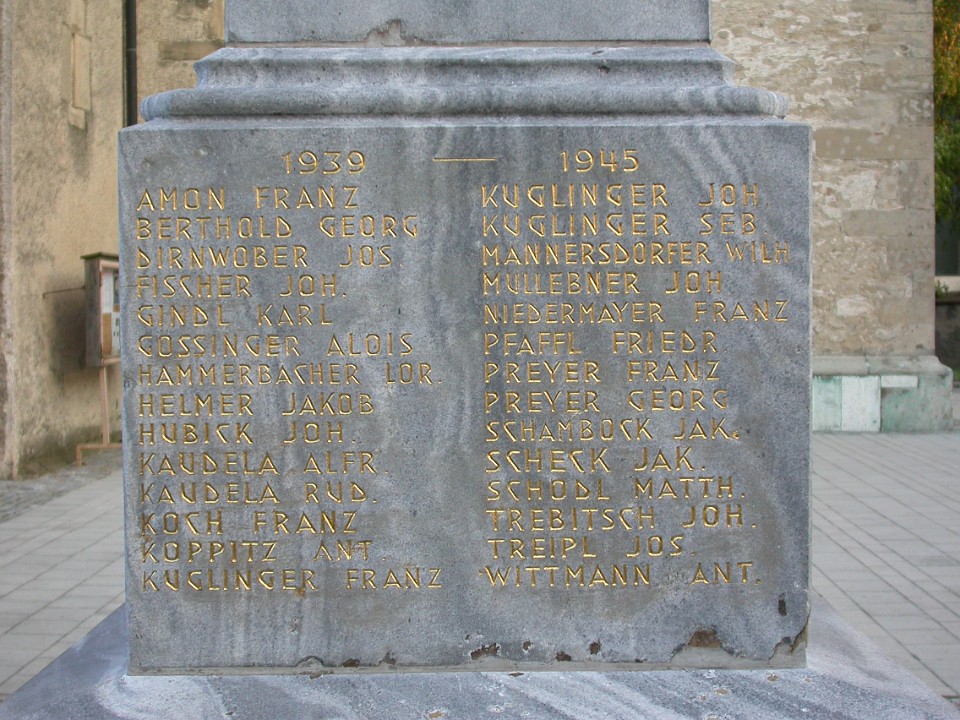 1939 — 1945
AMON FRANZ
BERTHOLD GEORG
DIRNWOBER JOS
FISCHER JOH.
GINDL KARL
GOSSINGER ALOIS
HAMMERBACHER LOR.
HELMER JAKOB
HUBICK JOH.
KAUDELA ALFR.
KAUDELA RUD.
KOCH FRANZ
KOPPITZ ANT.
KUGLINGER FRANZ
KUGLINGER JOH.
KUGLINGER SEB.
MANNERSDORFER WILH
MULLEBNER JOH
NIEDERMAYER FRANZ
PFAFFL FRIEDR
PREYER FRANZ
PREYER GEORG
SCHAMBOCK JAK.
SCHECK JAK.
SCHODL MATTH.
TREBITSCH JOH.
TREIPL JOS.
WITTMANN ANT.